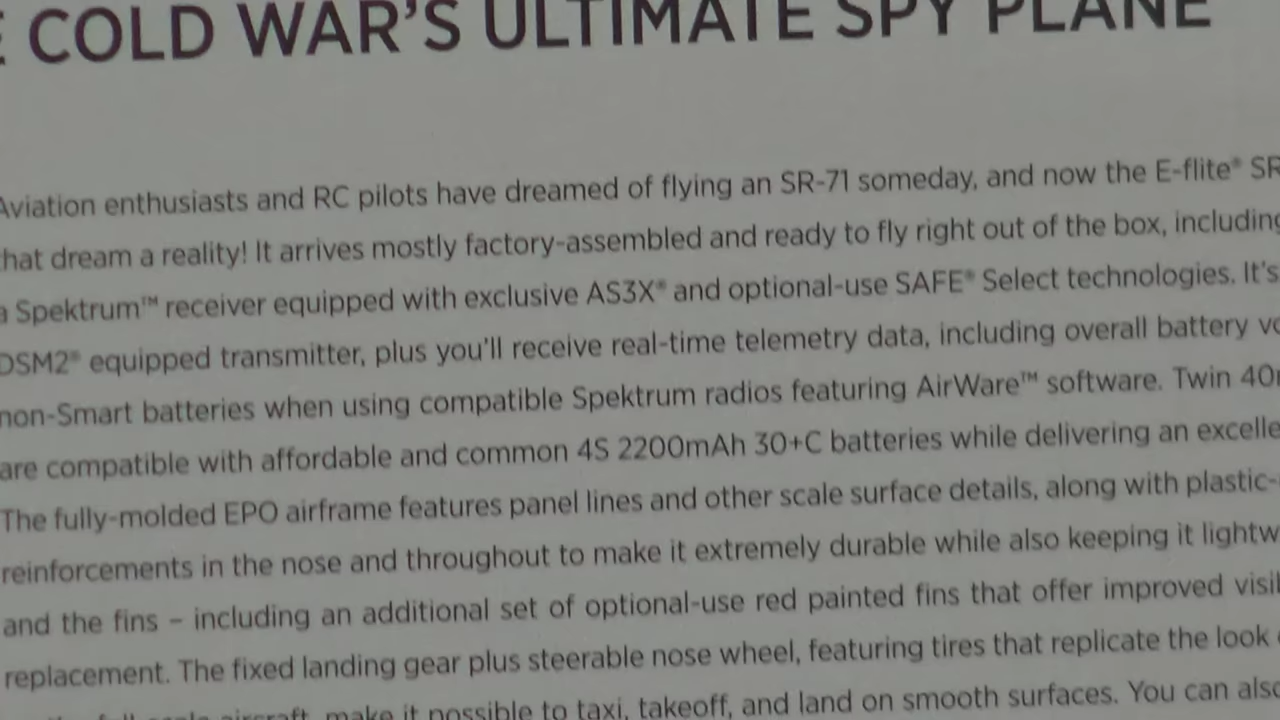 COLD WAR'S ULTIMATE SPY PLANE
Aviation enthusiasts and RC pilots have dreamed of flying an SR-71 someday, and now the E-flite® SR
that dream a reality! It arrives mostly factory-assembled and ready to fly right out of the box, including
a Spektrum™ receiver equipped with exclusive AS3X® and optional-use SAFE® Select technologies. It's
DSM2® equipped transmitter, plus you'll receive real-time telemetry data, including overall battery
non-Smart batteries when using compatible Spektrum radios featuring AirWare™ software. Twin
are compatible with affordable and common 4S 2200mAh 30+C batteries while delivering an
The fully-molded EPO airframe features panel lines and other scale surface details, along with plastic-
reinforcements in the nose and throughout to make it extremely durable while also keeping it
and the fins – including an additional set of optional-use red painted fins that offer improved
replacement. The fixed landing gear plus steerable nose wheel, featuring tires that replicate the look
aircraft, make it possible to taxi, takeoff, and land on smooth surfaces. You can also